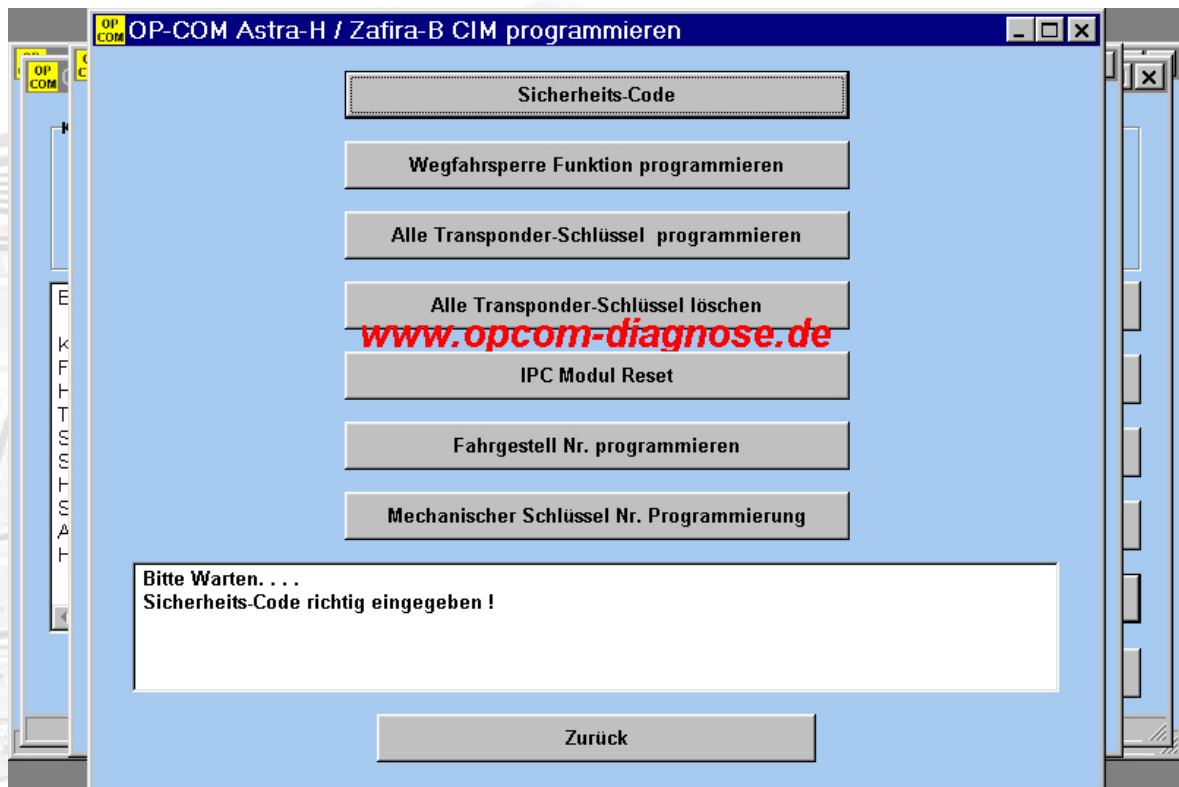 OP COM OP-COM Astra-H / Zafira-B CIM programmieren
OP COM
Sicherheits-Code
Wegfahrsperre Funktion programmieren
Alle Transponder-Schlüssel programmieren
Alle Transponder-Schlüssel löschen
www.opcom-diagnose.de
IPC Modul Reset
Fahrgestell Nr. programmieren
Mechanischer Schlüssel Nr. Programmierung
Bitte Warten. . . .
Sicherheits-Code richtig eingegeben !
Zurück